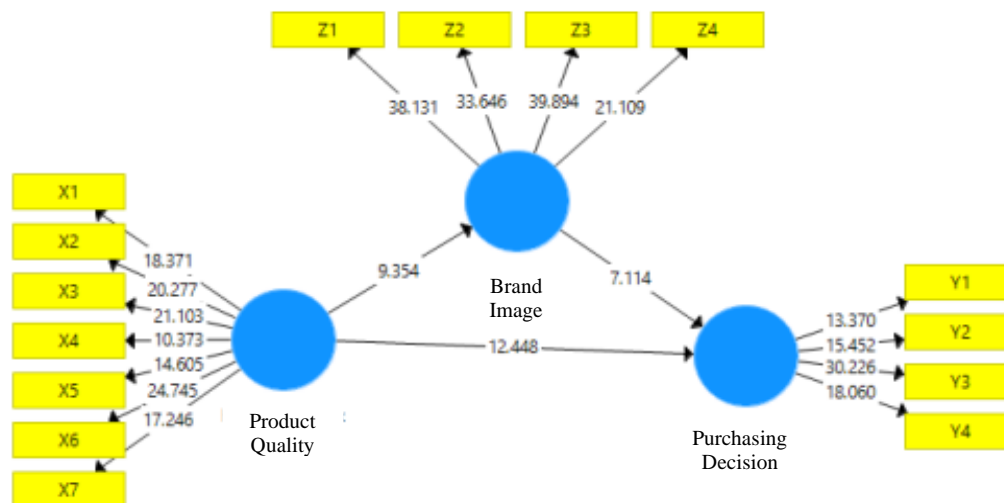 Z1
Z2
Z3
Z4
38.131
33.646
39.894
21.109
X1
X2
X3
X4
X5
X6
X7
18.371
20.277
21.103
10.373
14.605
24.745
17.246
9.354
Brand
Image
7.114
12.448
Product
Quality
Purchasing
Decision
13.370
15.452
30.226
18.060
Y1
Y2
Y3
Y4